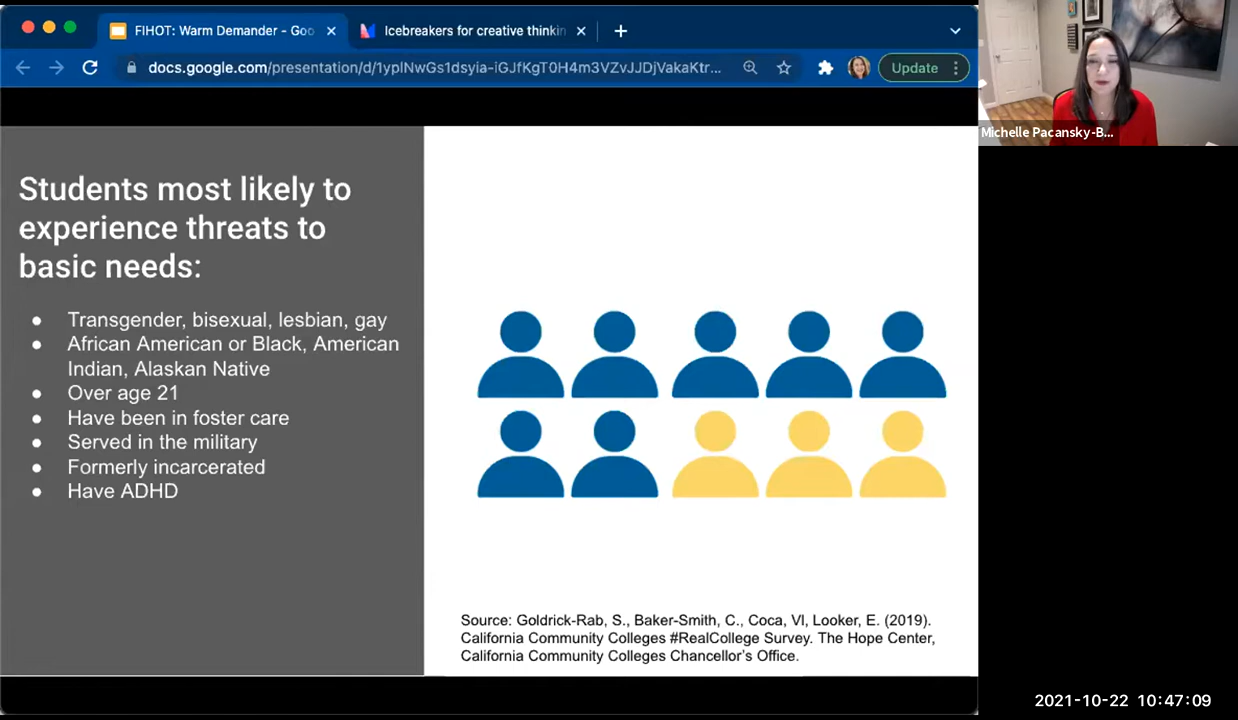 FIHOT: Warm Demander - Goo
Icebreakers for creative thinkin
docs.google.com/presentation/d/1yplNwGs1dsyia-iGJfKgT0H4m3VZvJJDjVakaKtr...
Update
Michelle Pacansky-B...
Students most likely to
experience threats to
basic needs:
● Transgender, bisexual, lesbian, gay
● African American or Black, American
Indian, Alaskan Native
● Over age 21
● Have been in foster care
● Served in the military
● Formerly incarcerated
● Have ADHD
Source: Goldrick-Rab, S., Baker-Smith, C., Coca, VI, Looker, E. (2019).
California Community Colleges #RealCollege Survey. The Hope Center,
California Community Colleges Chancellor's Office.
2021-10-22 10:47:09